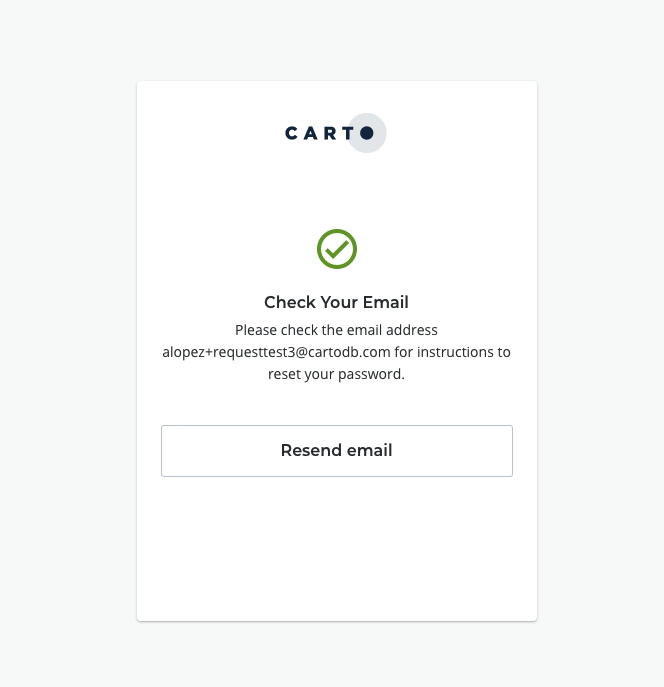 CARTO
Check Your Email
Please check the email address
alopez+requesttest3@cartodb.com for instructions to
reset your password.
Resend email